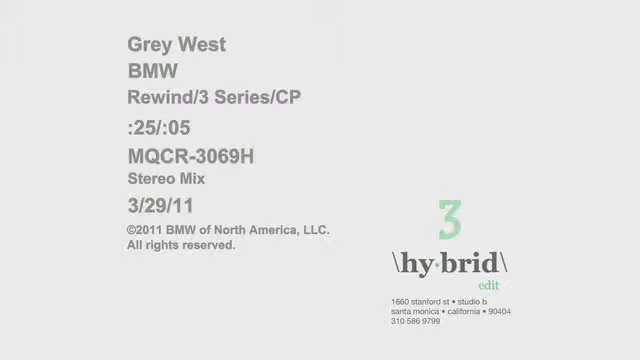 Grey West
BMW
Rewind/3 Series/CP
:25/:05
MQCR-3069H
Stereo Mix
3/29/11
©2011 BMW of North America, LLC.
All rights reserved.
3
\hy·brid\
edit
1660 stanford st • studio b
santa monica • california • 90404
310 586 9799